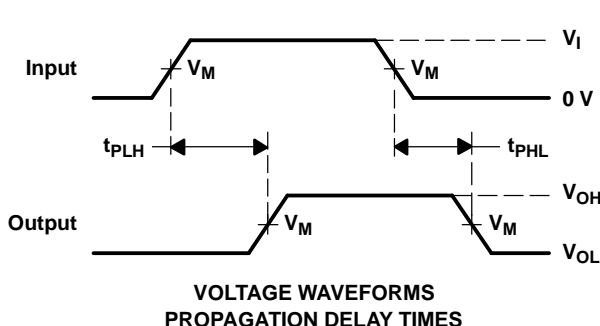 V_I
Input V_M V_M
0 V
t_PLH t_PHL
V_OH
Output V_M V_M
V_OL
VOLTAGE WAVEFORMS
PROPAGATION DELAY TIMES